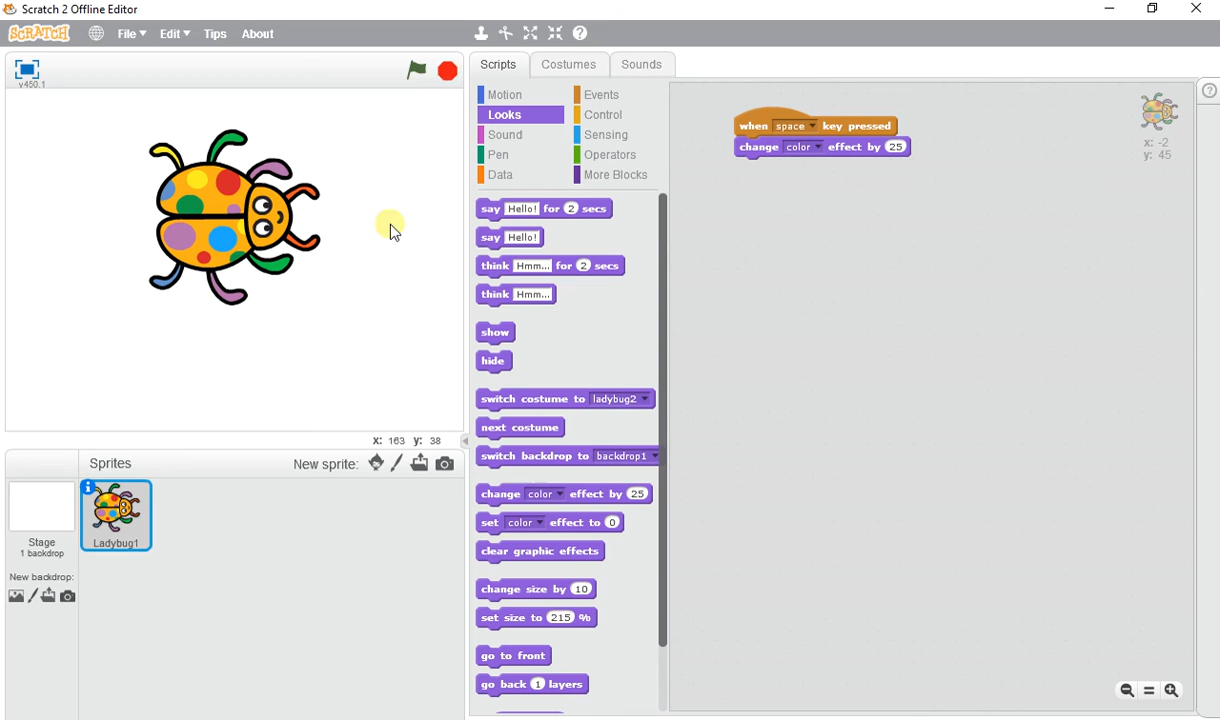 Scratch 2 Offline Editor
SCRATCH File Edit Tips About
v450.1
Scripts Costumes Sounds
Motion Events
Looks Control
Sound Sensing
Pen Operators
Data More Blocks
say Hello! for 2 secs
say Hello!
think Hmm... for 2 secs
think Hmm...
show
hide
switch costume to ladybug2
next costume
switch backdrop to backdrop1
change color effect by 25
set color effect to 0
clear graphic effects
change size by 10
set size to 215 %
go to front
go back 1 layers
when space key pressed
change color effect by 25
x: -2
y: 45
x: 163 y: 38
Sprites New sprite:
Stage
1 backdrop
New backdrop:
Ladybug1